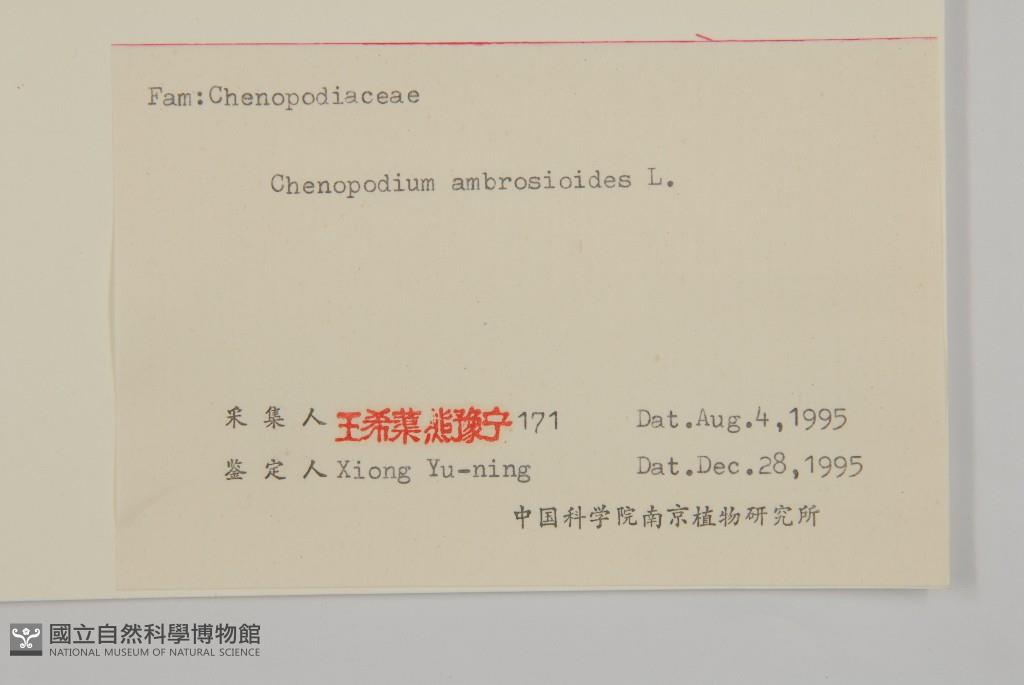 Fam:Chenopodiaceae
Chenopodium ambrosioides L.
采集人 王希蕖 熊豫宁 171 Dat.Aug.4,1995
鉴定人 Xiong Yu-ning Dat.Dec.28,1995
中国科学院南京植物研究所
國立自然科學博物館
NATIONAL MUSEUM OF NATURAL SCIENCE